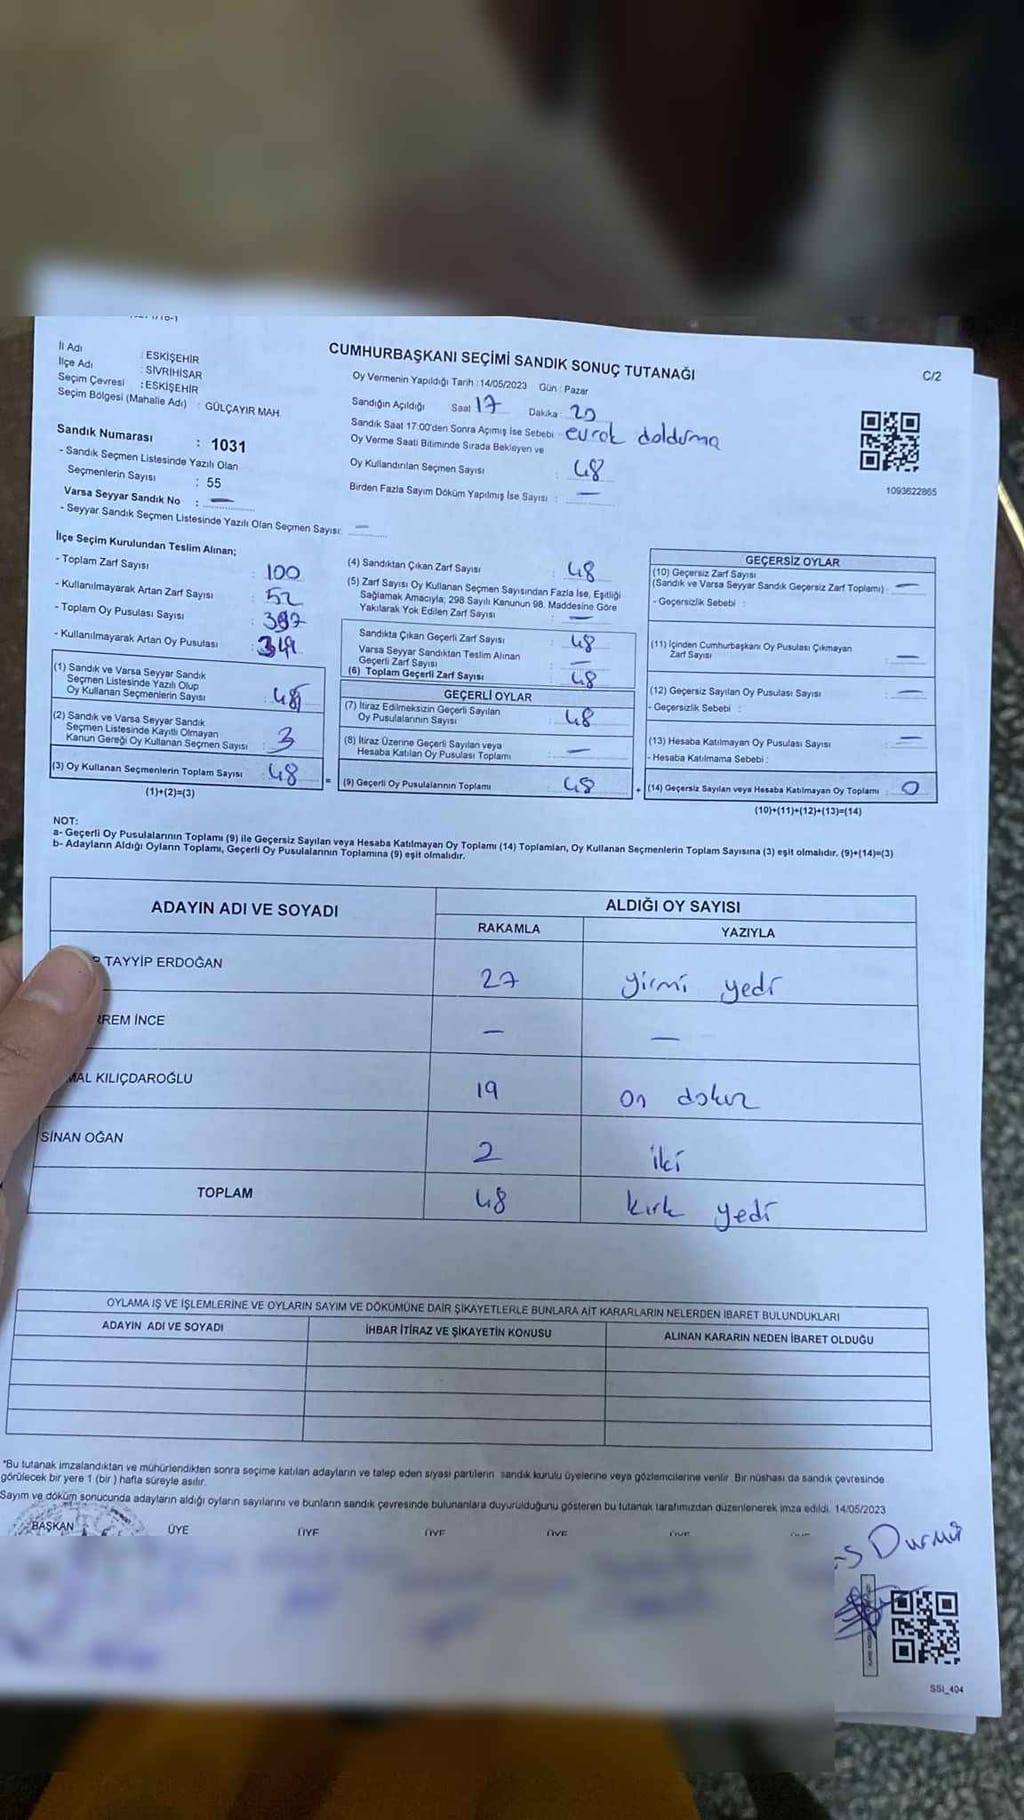 CUMHURBAŞKANI SEÇİMİ SANDIK SONUÇ TUTANAĞI
C/2
İl Adı : ESKİŞEHİR
İlçe Adı : SİVRİHİSAR
Seçim Çevresi : ESKİŞEHİR
Seçim Bölgesi (Mahalle Adı) : GÜLÇAYIR MAH.
Oy Vermenin Yapıldığı Tarih : 14/05/2023 Gün : Pazar
Sandığın Açıldığı Saat 17 Dakika : 20
Sandık Saat 17:00'den Sonra Açımış İse Sebebi : evrak doldurma
Oy Verme Saati Bitiminde Sırada Bekleyen ve
Oy Kullandırılan Seçmen Sayısı : 48
Birden Fazla Sayım Döküm Yapılmış İse Sayısı : —
1093622865
Sandık Numarası : 1031
- Sandık Seçmen Listesinde Yazılı Olan
Seçmenlerin Sayısı : 55
Varsa Seyyar Sandık No : —
- Seyyar Sandık Seçmen Listesinde Yazılı Olan Seçmen Sayısı: —
İlçe Seçim Kurulundan Teslim Alınan;
- Toplam Zarf Sayısı : 100
- Kullanılmayarak Artan Zarf Sayısı : 52
- Toplam Oy Pusulası Sayısı : 397
- Kullanılmayarak Artan Oy Pusulası : 349
(1) Sandık ve Varsa Seyyar Sandık
Seçmen Listesinde Yazılı Olup
Oy Kullanan Seçmenlerin Sayısı : 45
(2) Sandık ve Varsa Seyyar Sandık
Seçmen Listesinde Kayıtlı Olmayan
Kanun Gereği Oy Kullanan Seçmen Sayısı : 3
(3) Oy Kullanan Seçmenlerin Toplam Sayısı : 48
(1)+(2)=(3)
(4) Sandıktan Çıkan Zarf Sayısı : 48
(5) Zarf Sayısı Oy Kullanan Seçmen Sayısından Fazla İse, Eşitliği
Sağlamak Amacıyla; 298 Sayılı Kanunun 98. Maddesine Göre
Yakılarak Yok Edilen Zarf Sayısı : —
Sandıkta Çıkan Geçerli Zarf Sayısı : 48
Varsa Seyyar Sandıktan Teslim Alınan
Geçerli Zarf Sayısı : —
(6) Toplam Geçerli Zarf Sayısı : 48
GEÇERLİ OYLAR
(7) İtiraz Edilmeksizin Geçerli Sayılan
Oy Pusulalarının Sayısı : 48
(8) İtiraz Üzerine Geçerli Sayılan veya
Hesaba Katılan Oy Pusulası Toplamı : —
= (9) Geçerli Oy Pusulalarının Toplamı : 48
GEÇERSİZ OYLAR
(10) Geçersiz Zarf Sayısı
(Sandık ve Varsa Seyyar Sandık Geçersiz Zarf Toplamı) : —
- Geçersizlik Sebebi :
(11) İçinden Cumhurbaşkanı Oy Pusulası Çıkmayan
Zarf Sayısı : —
(12) Geçersiz Sayılan Oy Pusulası Sayısı : —
- Geçersizlik Sebebi :
(13) Hesaba Katılmayan Oy Pusulası Sayısı : —
- Hesaba Katılmama Sebebi :
+ (14) Geçersiz Sayılan veya Hesaba Katılmayan Oy Toplamı : 0
(10)+(11)+(12)+(13)=(14)
NOT:
a- Geçerli Oy Pusulalarının Toplamı (9) ile Geçersiz Sayılan veya Hesaba Katılmayan Oy Toplamı (14) Toplamları, Oy Kullanan Seçmenlerin Toplam Sayısına (3) eşit olmalıdır. (9)+(14)=(3)
b- Adayların Aldığı Oyların Toplamı, Geçerli Oy Pusulalarının Toplamına (9) eşit olmalıdır.
ADAYIN ADI VE SOYADI ALDIĞI OY SAYISI
RAKAMLA YAZIYLA
P TAYYİP ERDOĞAN 27 yirmi yedi
RREM İNCE — —
MAL KILIÇDAROĞLU 19 on dokuz
SİNAN OĞAN 2 iki
TOPLAM 48 kırk yedi
OYLAMA İŞ VE İŞLEMLERİNE VE OYLARIN SAYIM VE DÖKÜMÜNE DAİR ŞİKAYETLERLE BUNLARA AİT KARARLARIN NELERDEN İBARET BULUNDUKLARI
ADAYIN ADI VE SOYADI İHBAR İTİRAZ VE ŞİKAYETİN KONUSU ALINAN KARARIN NEDEN İBARET OLDUĞU
*Bu tutanak imzalandıktan ve mühürlendikten sonra seçime katılan adayların ve talep eden siyasi partilerin sandık kurulu üyelerine veya gözlemcilerine verilir. Bir nüshası da sandık çevresinde
görülecek bir yere 1 (bir) hafta süreyle asılır.
Sayım ve döküm sonucunda adayların aldığı oyların sayılarını ve bunların sandık çevresinde bulunanlara duyurulduğunu gösteren bu tutanak tarafımızdan düzenlenerek imza edildi. 14/05/2023
BAŞKAN ÜYE ÜYE ÜYE ÜYE
SSI_404